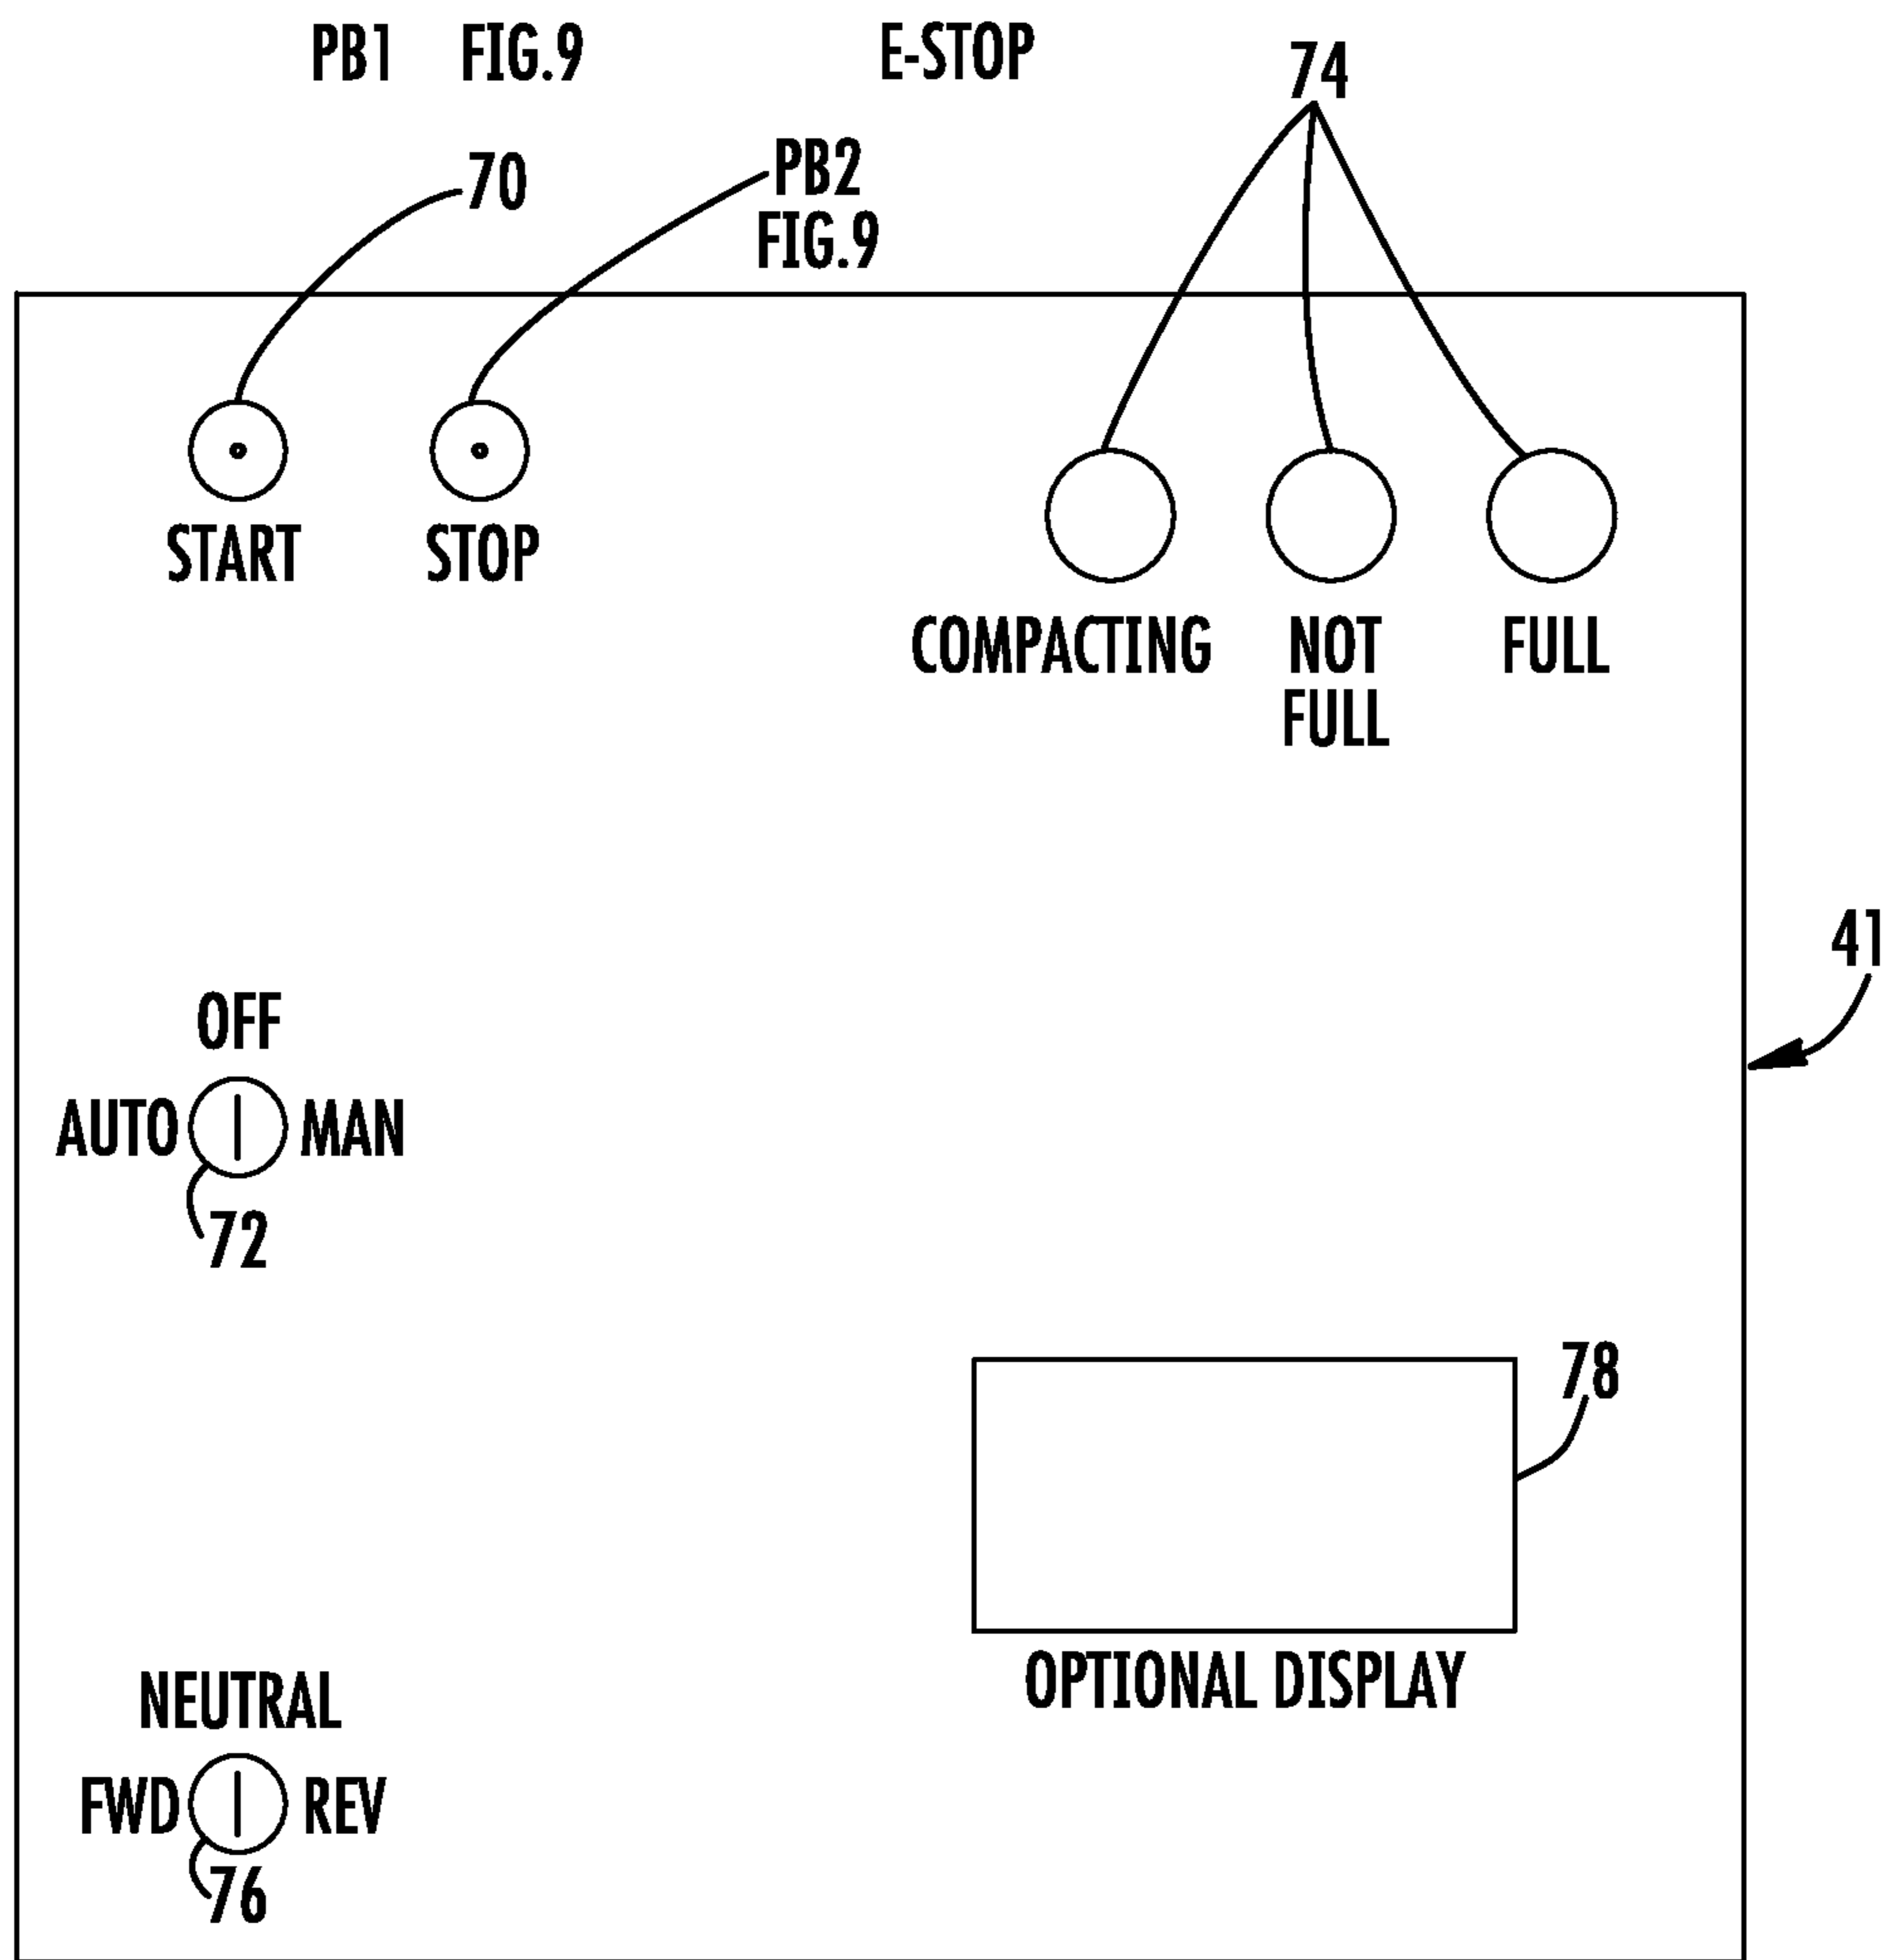 PB1 FIG.9 E-STOP
74
70
PB2
FIG.9
START STOP
COMPACTING NOT FULL
FULL
41
OFF
AUTO MAN
72
78
OPTIONAL DISPLAY
NEUTRAL
FWD REV
76